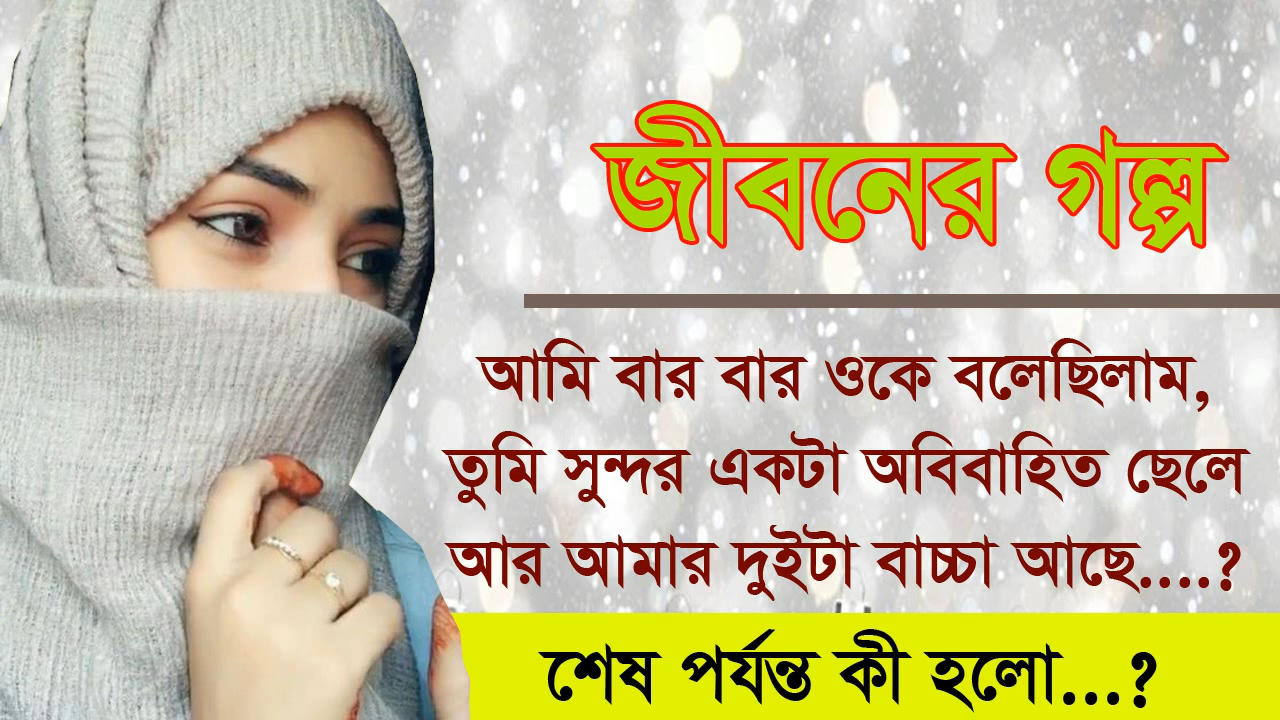 জীবনের গল্প
আমি বার বার ওকে বলেছিলাম,
তুমি সুন্দর একটা অবিবাহিত ছেলে
আর আমার দুইটা বাচ্চা আছে....?
শেষ পর্যন্ত কী হলো...?